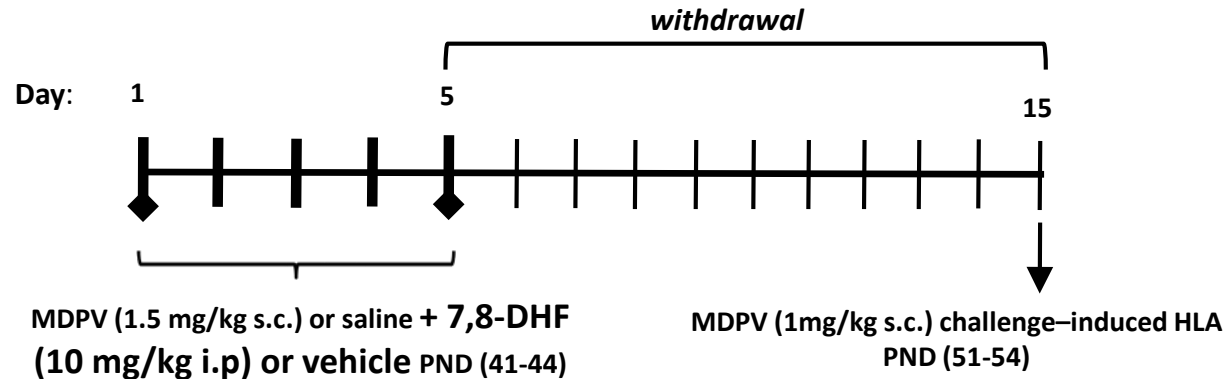 withdrawal
Day: 1 5 15
MDPV (1.5 mg/kg s.c.) or saline + 7,8-DHF
(10 mg/kg i.p) or vehicle PND (41-44)
MDPV (1mg/kg s.c.) challenge–induced HLA
PND (51-54)